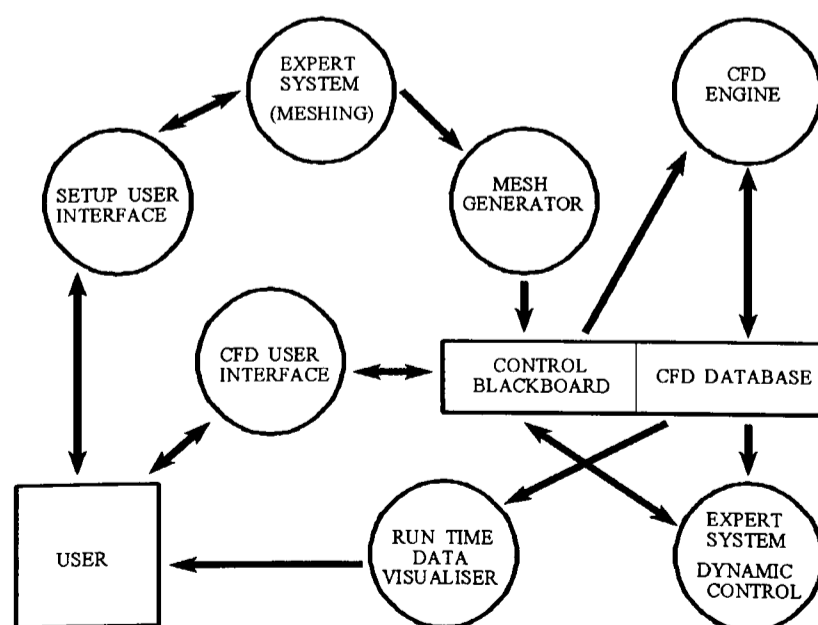 EXPERT
SYSTEM
(MESHING)
CFD
ENGINE
SETUP USER
INTERFACE
MESH
GENERATOR
CFD USER
INTERFACE
CONTROL
BLACKBOARD
CFD DATABASE
USER
RUN TIME
DATA
VISUALISER
EXPERT
SYSTEM
DYNAMIC
CONTROL